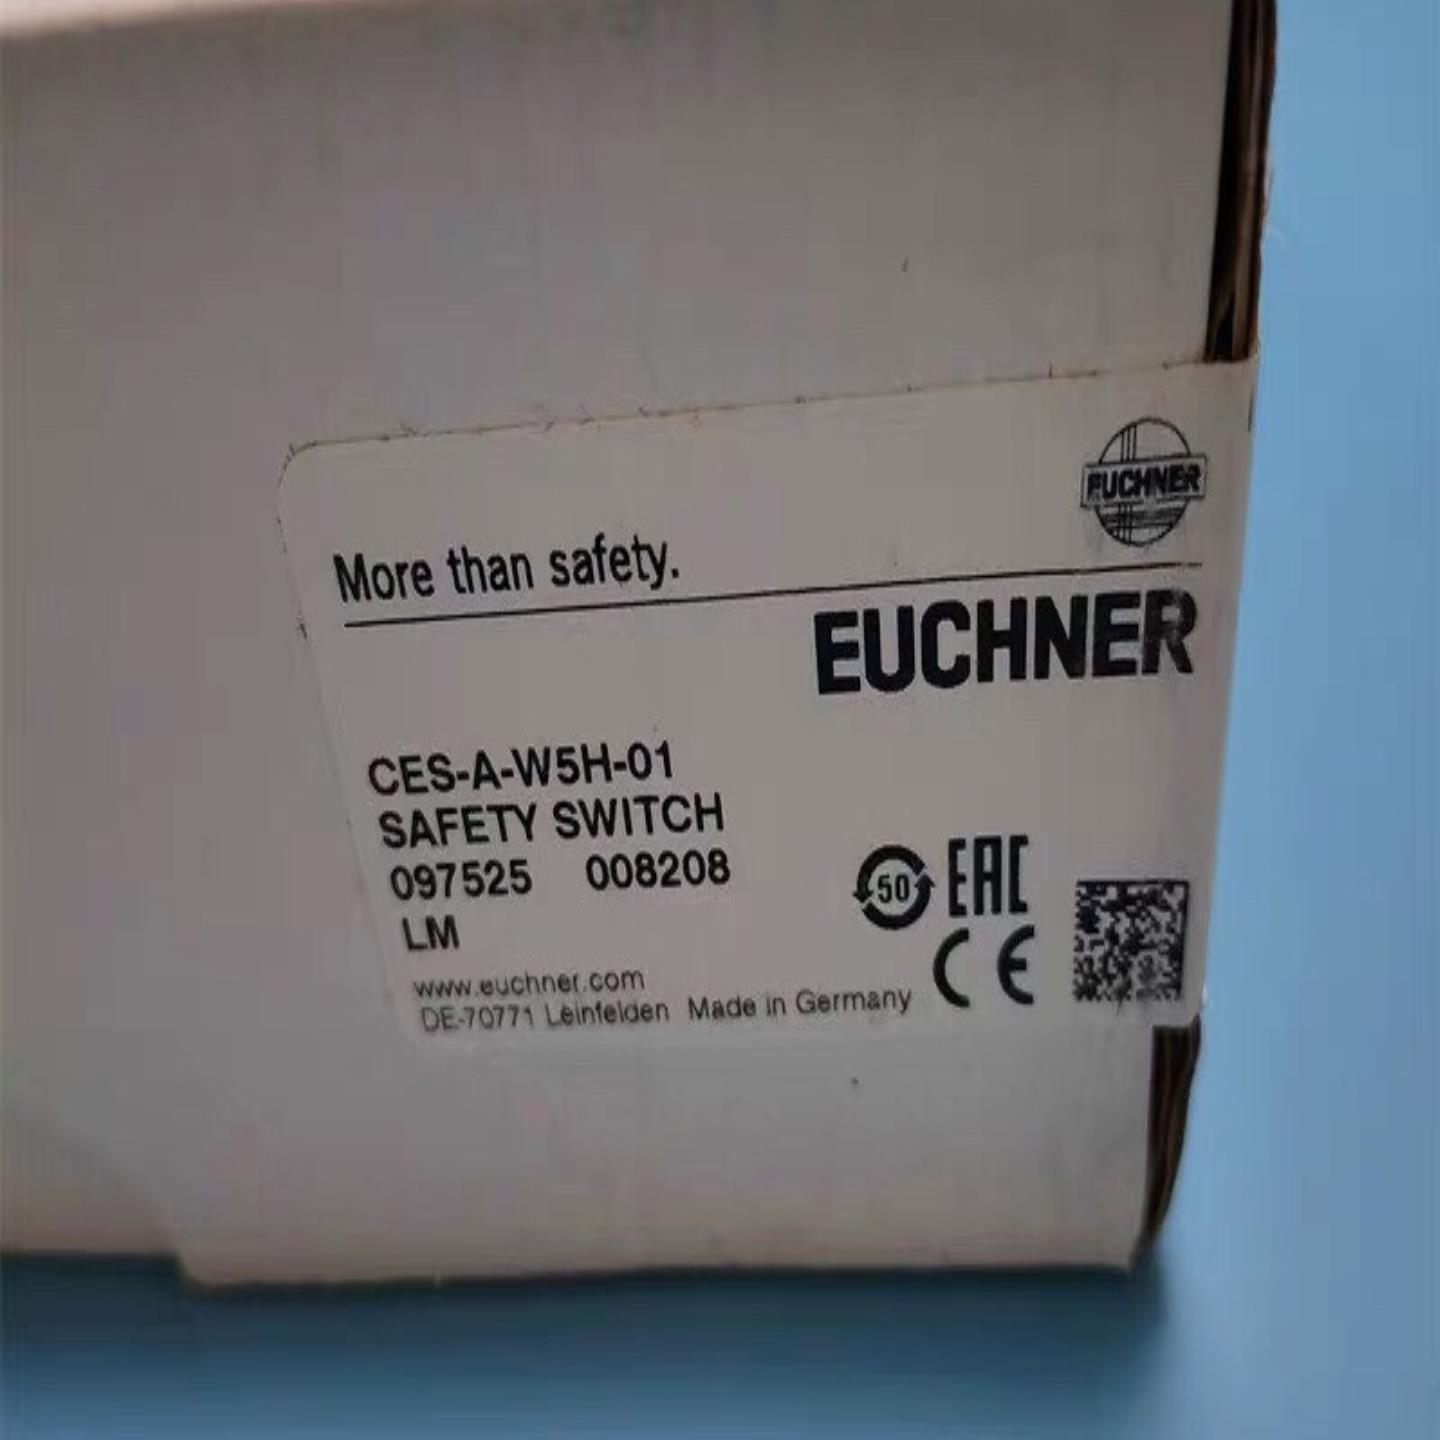 EUCHNER
More than safety.
EUCHNER
CES-A-W5H-01
SAFETY SWITCH
097525 008208
LM
50 EAC
CE
www.euchner.com
DE-70771 Leinfelden Made in Germany